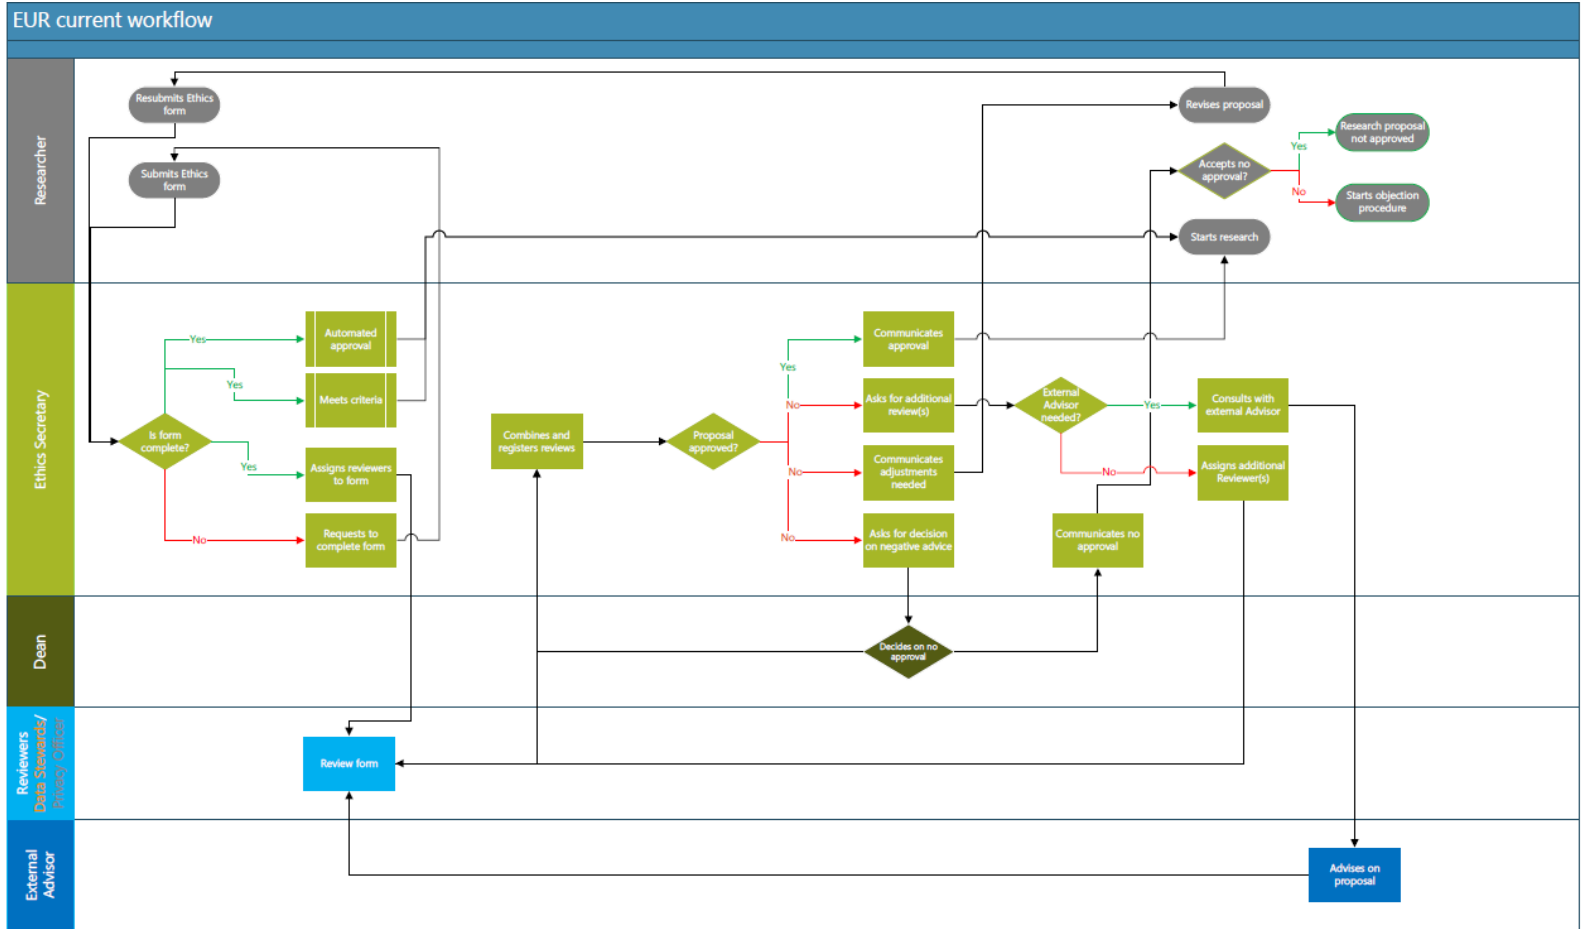 EUR current workflow
Researcher
Resubmits Ethics
form
Submits Ethics
form
Revises proposal
Accepts no
approval?
Yes
No
Research proposal
not approved
Starts objection
procedure
Starts research
Ethics Secretary
Is form
complete?
Yes
Yes
Yes
No
Automated
approval
Meets criteria
Assigns reviewers
to form
Requests to
complete form
Combines and
registers reviews
Proposal
approved?
Yes
No
No
No
Communicates
approval
Asks for additional
review(s)
Communicates
adjustments
needed
Asks for decision
on negative advice
External
Advisor
needed?
Yes
No
Consults with
external Advisor
Assigns additional
Reviewer(s)
Communicates no
approval
Dean
Decides on no
approval
Reviewers
Data Stewards/
Privacy Officer
Review form
External
Advisor
Advises on
proposal